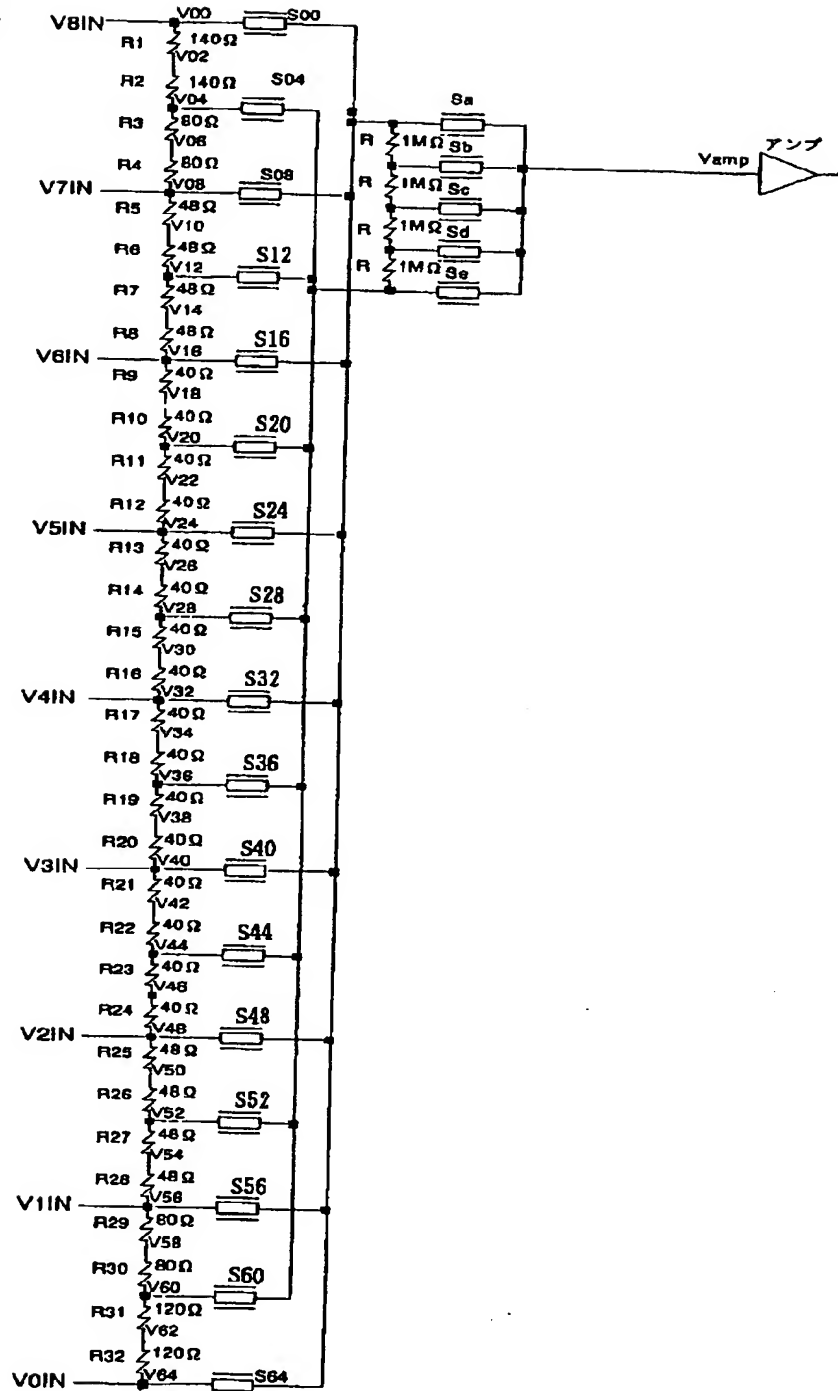 V8IN V00 S00
R1 140Ω
V02
R2 140Ω S04
V04
R3 80Ω Sa
V06 R 1MΩ Sb アンプ
R4 80Ω S08 Vamp
V7IN V08 R 1MΩ Sc
R5 48Ω
V10 R 1MΩ Sd
R6 48Ω S12
V12 R 1MΩ Se
R7 48Ω
V14
R8 48Ω S16
V6IN V16
R9 40Ω
V18
R10 40Ω S20
V20
R11 40Ω
V22
R12 40Ω S24
V5IN V24
R13 40Ω
V26
R14 40Ω S28
V28
R15 40Ω
V30
R16 40Ω S32
V4IN V32
R17 40Ω
V34
R18 40Ω S36
V36
R19 40Ω
V38
R20 40Ω S40
V3IN V40
R21 40Ω
V42
R22 40Ω S44
V44
R23 40Ω
V46
R24 40Ω S48
V2IN V48
R25 48Ω
V50
R26 48Ω S52
V52
R27 48Ω
V54
R28 48Ω S56
V1IN V56
R29 80Ω
V58
R30 80Ω S60
V60
R31 120Ω
V62
R32 120Ω
V0IN V64 S64